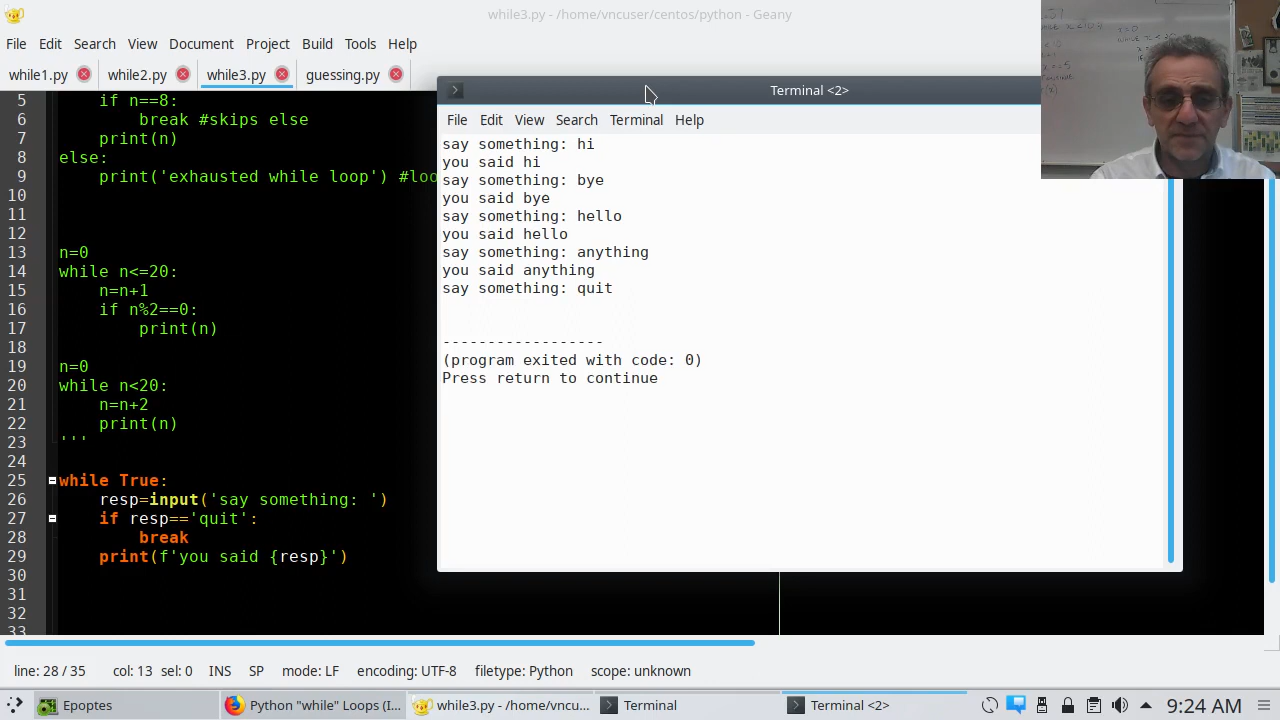 while3.py - /home/vncuser/centos/python - Geany
File Edit Search View Document Project Build Tools Help
while1.py while2.py while3.py guessing.py
5 if n==8:
6 break #skips else
7 print(n)
8 else:
9 print('exhausted while loop') #loo
10
11
12
13 n=0
14 while n<=20:
15 n=n+1
16 if n%2==0:
17 print(n)
18
19 n=0
20 while n<20:
21 n=n+2
22 print(n)
23 '''
24
25 while True:
26 resp=input('say something: ')
27 if resp=='quit':
28 break
29 print(f'you said {resp}')
30
31
32
33
Terminal <2>
File Edit View Search Terminal Help
say something: hi
you said hi
say something: bye
you said bye
say something: hello
you said hello
say something: anything
you said anything
say something: quit
------------------
(program exited with code: 0)
Press return to continue
line: 28 / 35 col: 13 sel: 0 INS SP mode: LF encoding: UTF-8 filetype: Python scope: unknown
Epoptes Python "while" Loops (I... while3.py - /home/vncu... Terminal Terminal <2> 9:24 AM